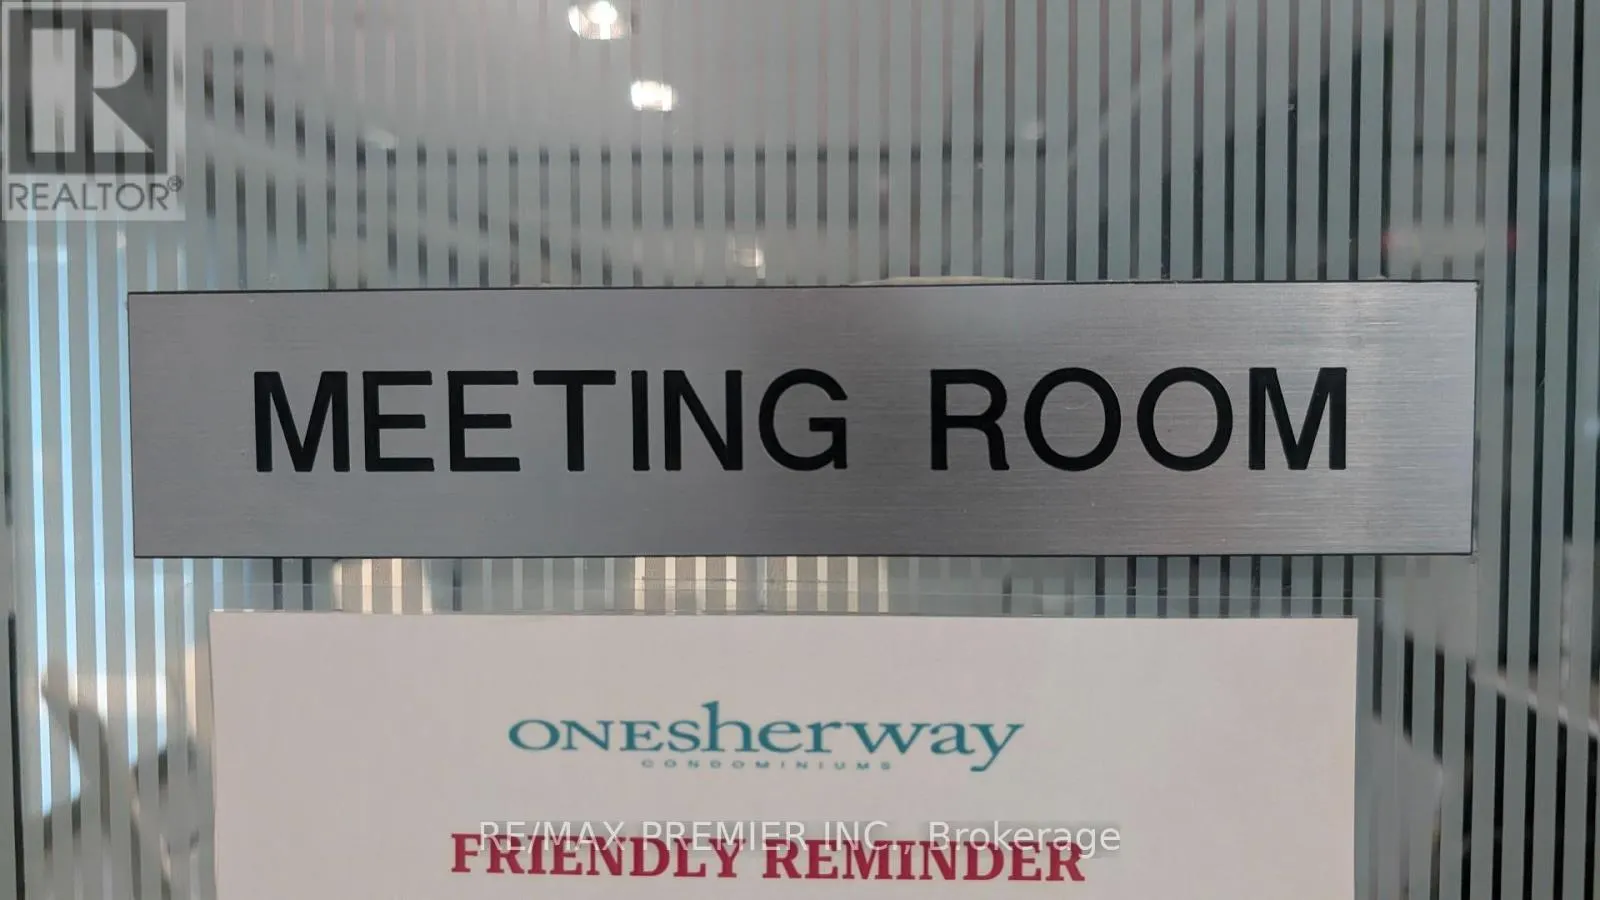 REALTOR®
MEETING ROOM
ONEsherway
CONDOMINIUMS
RE/MAX PREMIER INC., Brokerage
FRIENDLY REMINDER